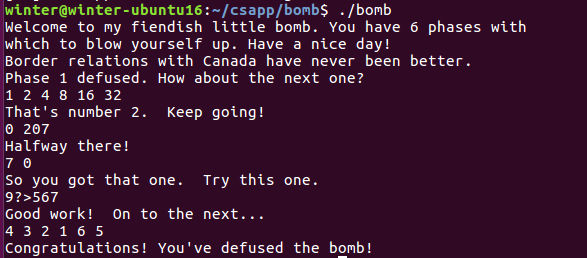 winter@winter-ubuntu16:~/csapp/bomb$ ./bomb
Welcome to my fiendish little bomb. You have 6 phases with
which to blow yourself up. Have a nice day!
Border relations with Canada have never been better.
Phase 1 defused. How about the next one?
1 2 4 8 16 32
That's number 2.  Keep going!
0 207
Halfway there!
7 0
So you got that one.  Try this one.
9?>567
Good work!  On to the next...
4 3 2 1 6 5
Congratulations! You've defused the bomb!